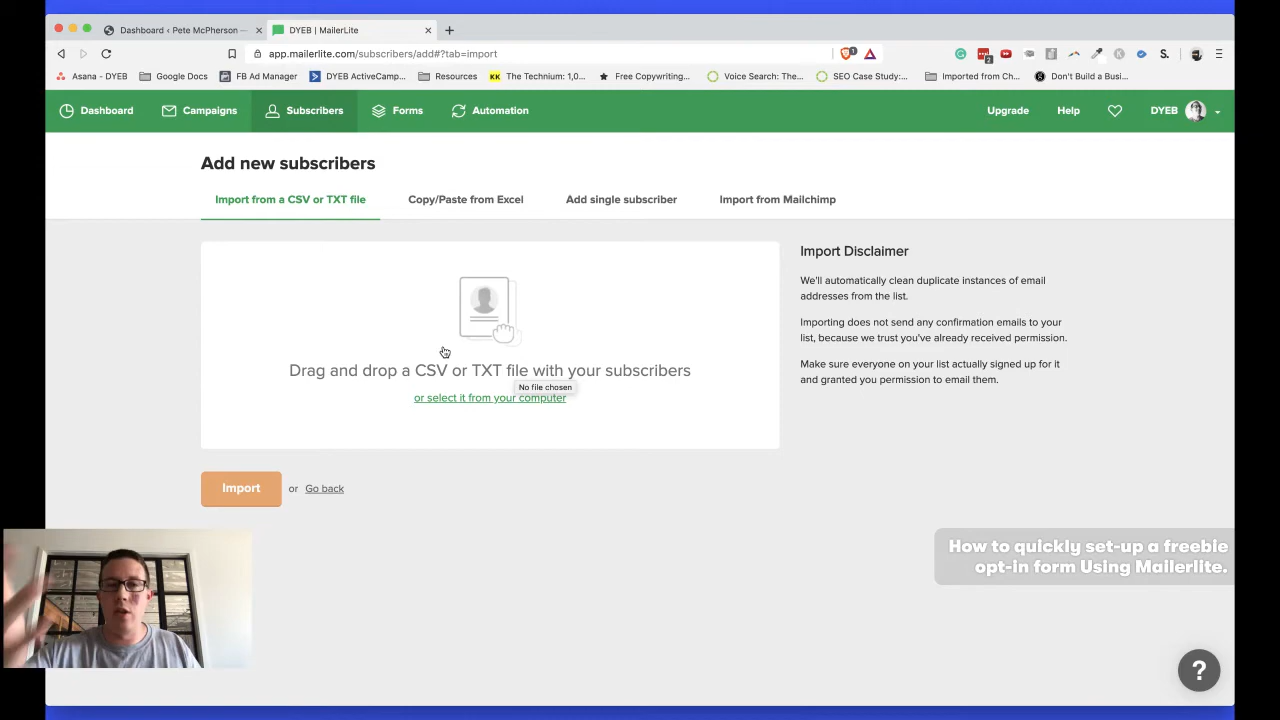 Dashboard ‹ Pete McPherson —
DYEB | MailerLite
app.mailerlite.com/subscribers/add#?tab=import
1
2
Asana - DYEB
Google Docs
FB Ad Manager
DYEB ActiveCamp...
Resources
KK The Technium: 1,0...
Free Copywriting...
Voice Search: The...
SEO Case Study:...
Imported from Ch...
Don't Build a Busi...
Dashboard
Campaigns
Subscribers
Forms
Automation
Upgrade
Help
DYEB
Add new subscribers
Import from a CSV or TXT file
Copy/Paste from Excel
Add single subscriber
Import from Mailchimp
Drag and drop a CSV or TXT file with your subscribers
No file chosen
or select it from your computer
Import
or
Go back
Import Disclaimer
We'll automatically clean duplicate instances of email
addresses from the list.
Importing does not send any confirmation emails to your
list, because we trust you've already received permission.
Make sure everyone on your list actually signed up for it
and granted you permission to email them.
How to quickly set-up a freebie
opt-in form Using Mailerlite.
?